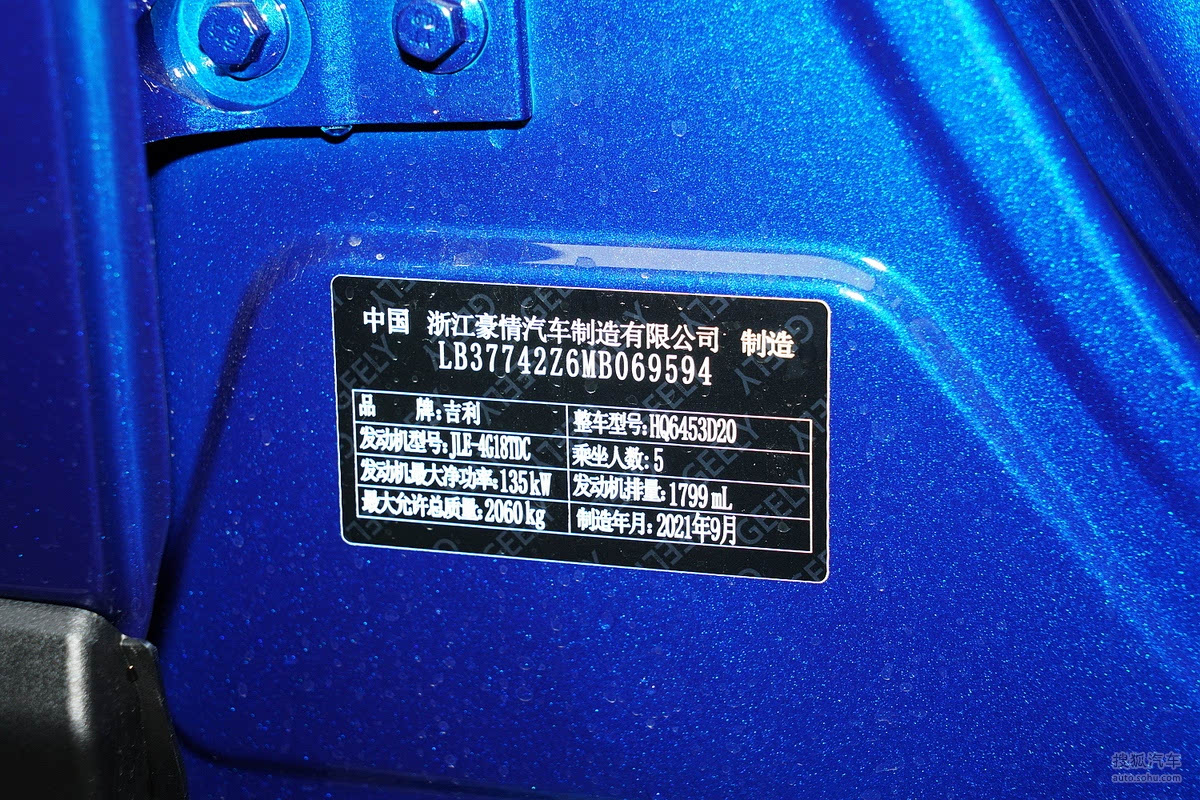 中国 浙江豪情汽车制造有限公司 制造
LB37742Z6MB069594
品 牌:吉利 整车型号:HQ6453D20
发动机型号:JLE-4G18TDC 乘坐人数:5
发动机最大净功率:135kW 发动机排量:1799mL
最大允许总质量:2060kg 制造年月:2021年9月
搜狐汽车
auto.sohu.com